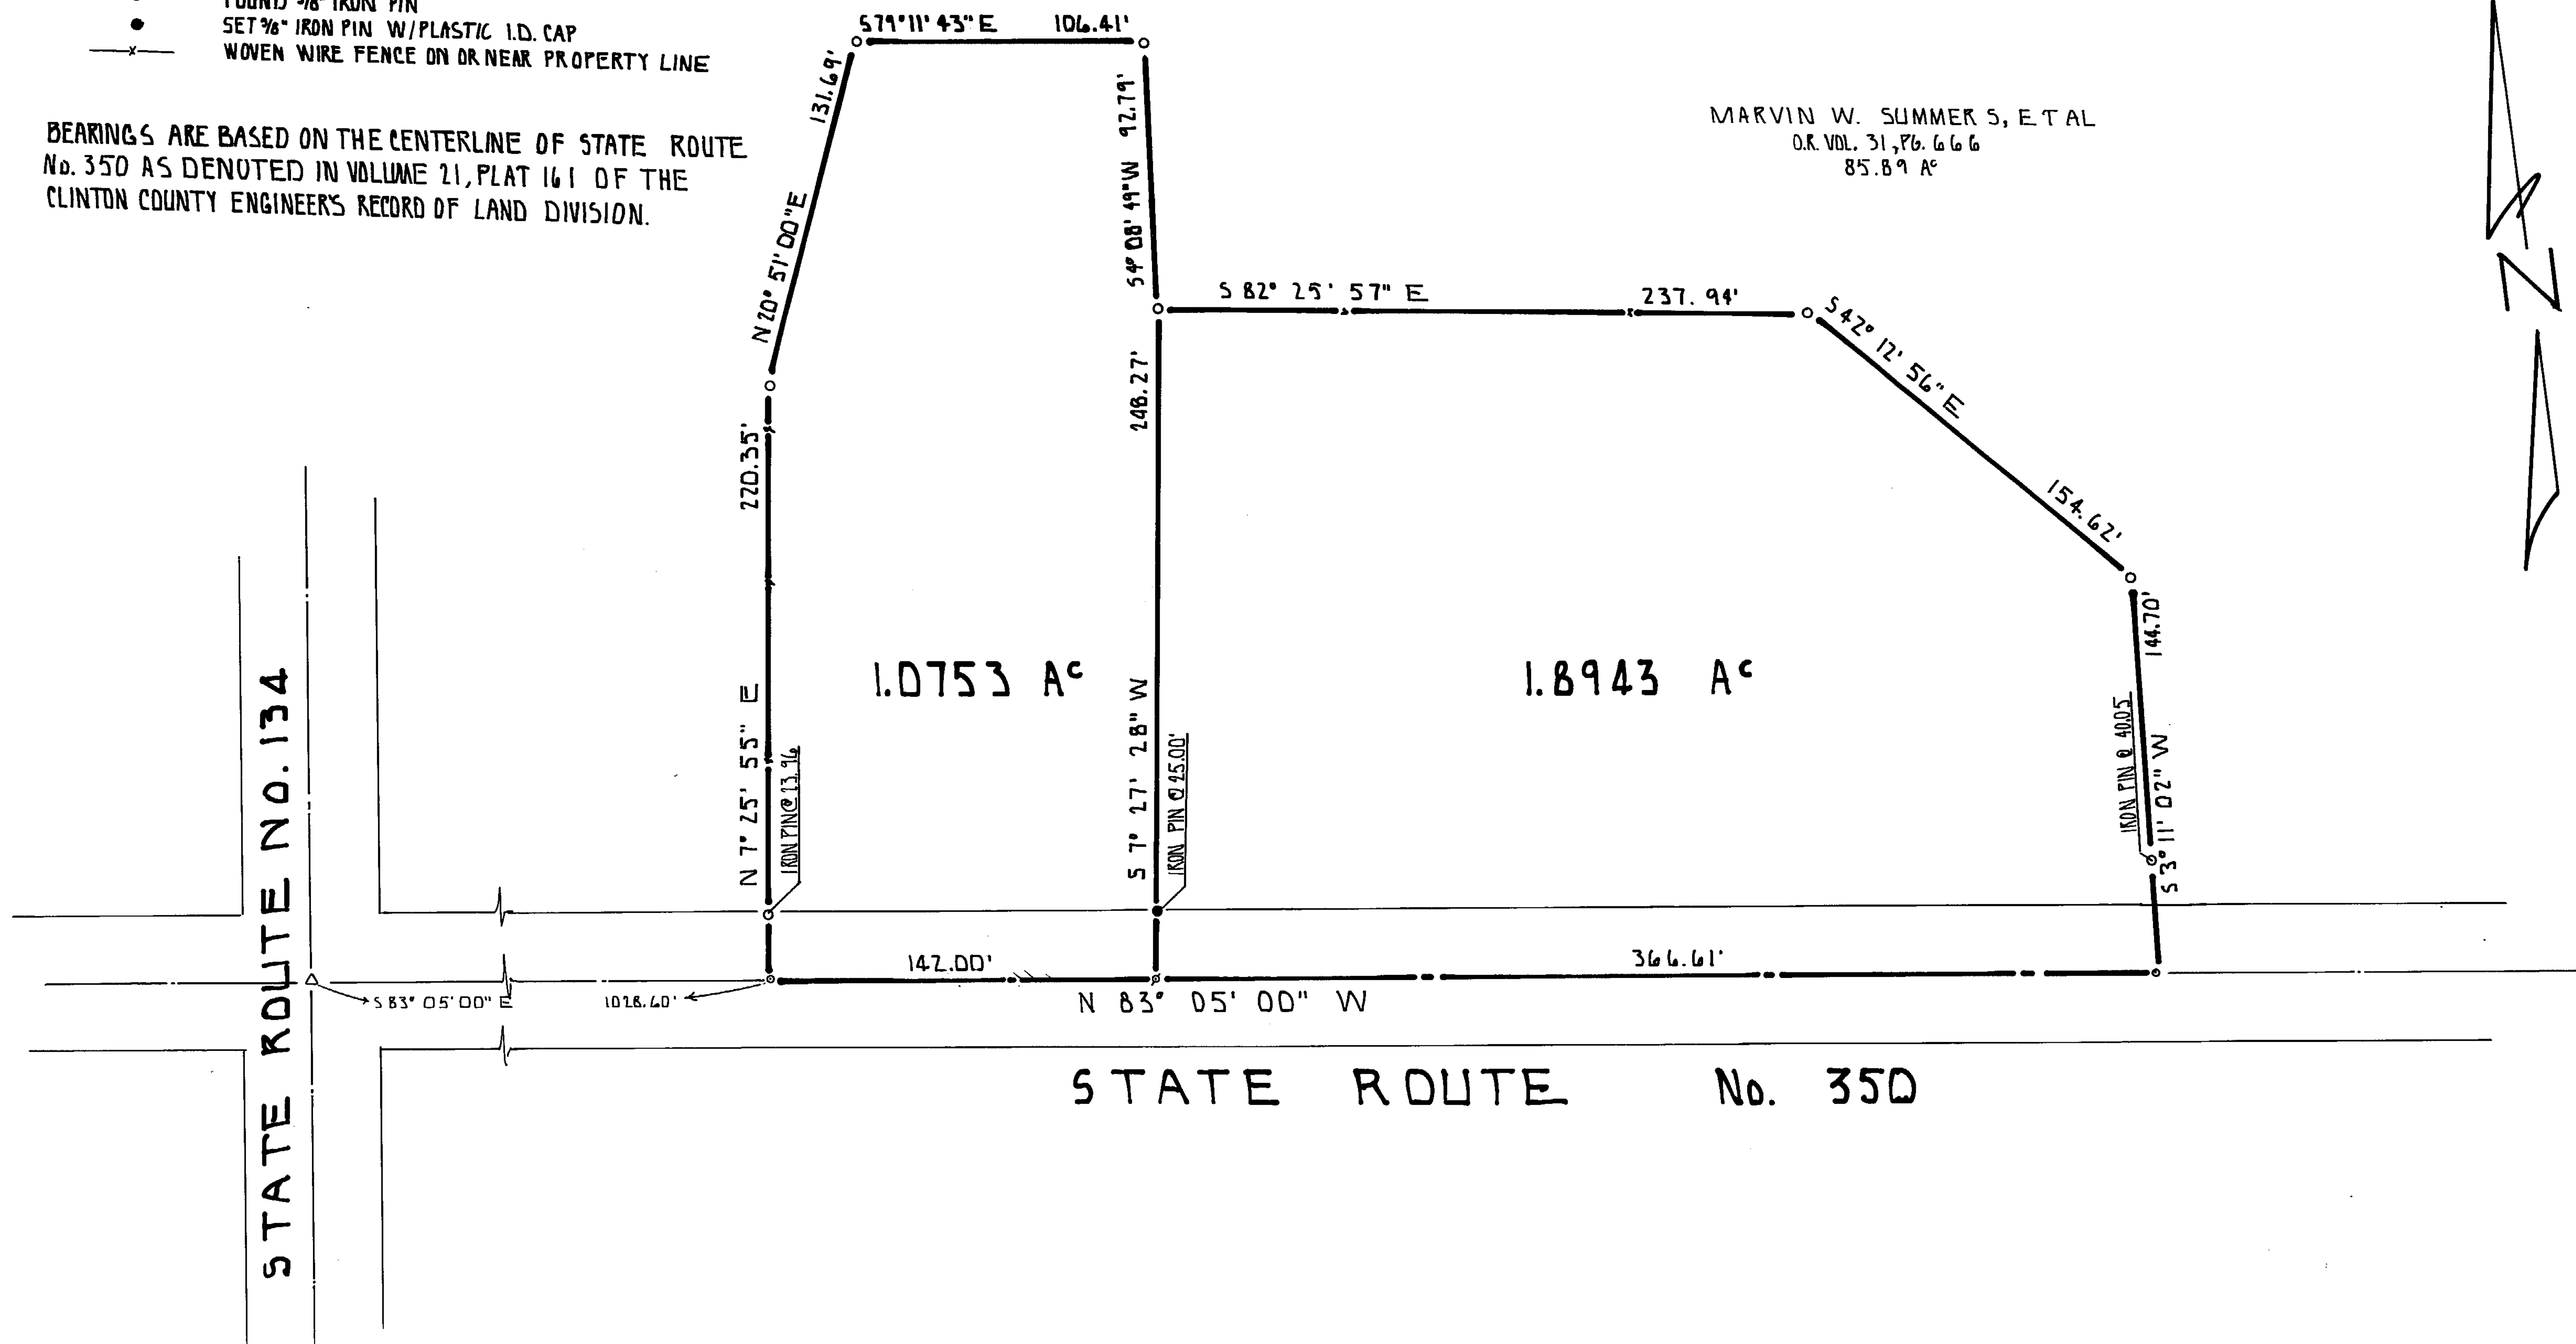 FOUND 5/8" IRON PIN
SET 5/8" IRON PIN W/PLASTIC I.D. CAP
WOVEN WIRE FENCE ON OR NEAR PROPERTY LINE
BEARINGS ARE BASED ON THE CENTERLINE OF STATE ROUTE
No. 350 AS DENOTED IN VOLUME 21, PLAT 161 OF THE
CLINTON COUNTY ENGINEER'S RECORD OF LAND DIVISION.
S79°11'43"E 106.41'
131.69'
N 20° 51' 00"E
S4° 08' 49"W 92.79'
MARVIN W. SUMMERS, ET AL
O.R. VOL. 31, PG. 666
85.89 Ac
N
S 82° 25' 57" E 237.94'
S 42° 12' 56" E
154.62'
220.35'
N 7° 25' 55" E
IRON PIN @ 23.96
248.27'
S 7° 27' 28" W
IRON PIN @ 25.00'
144.70'
S 3° 11' 02" W
IRON PIN @ 40.05
1.0753 Ac
1.8943 Ac
STATE ROUTE NO. 134
142.00'
366.61'
S 83° 05' 00" E
1028.60'
N 83° 05' 00" W
STATE ROUTE No. 350